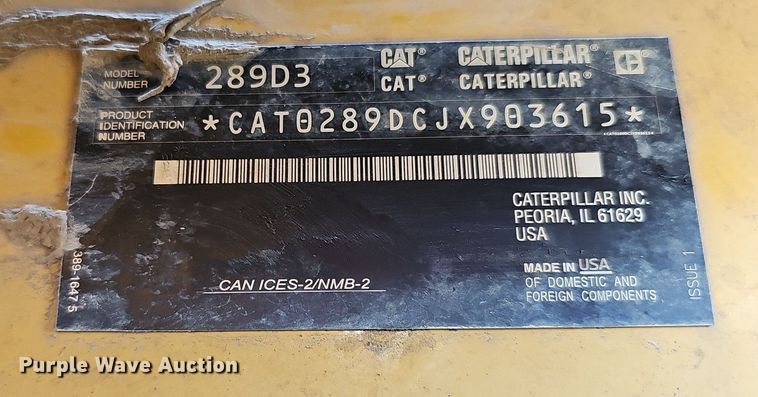 MODEL NUMBER 289D3 CAT® CATERPILLAR®
CAT® CATERPILLAR®
PRODUCT
IDENTIFICATION
NUMBER
*CAT0289DCJX903615*
CATERPILLAR INC.
PEORIA, IL 61629
USA
MADE IN USA
OF DOMESTIC AND
FOREIGN COMPONENTS
CAN ICES-2/NMB-2
389-1647 5
ISSUE 1
Purple Wave Auction